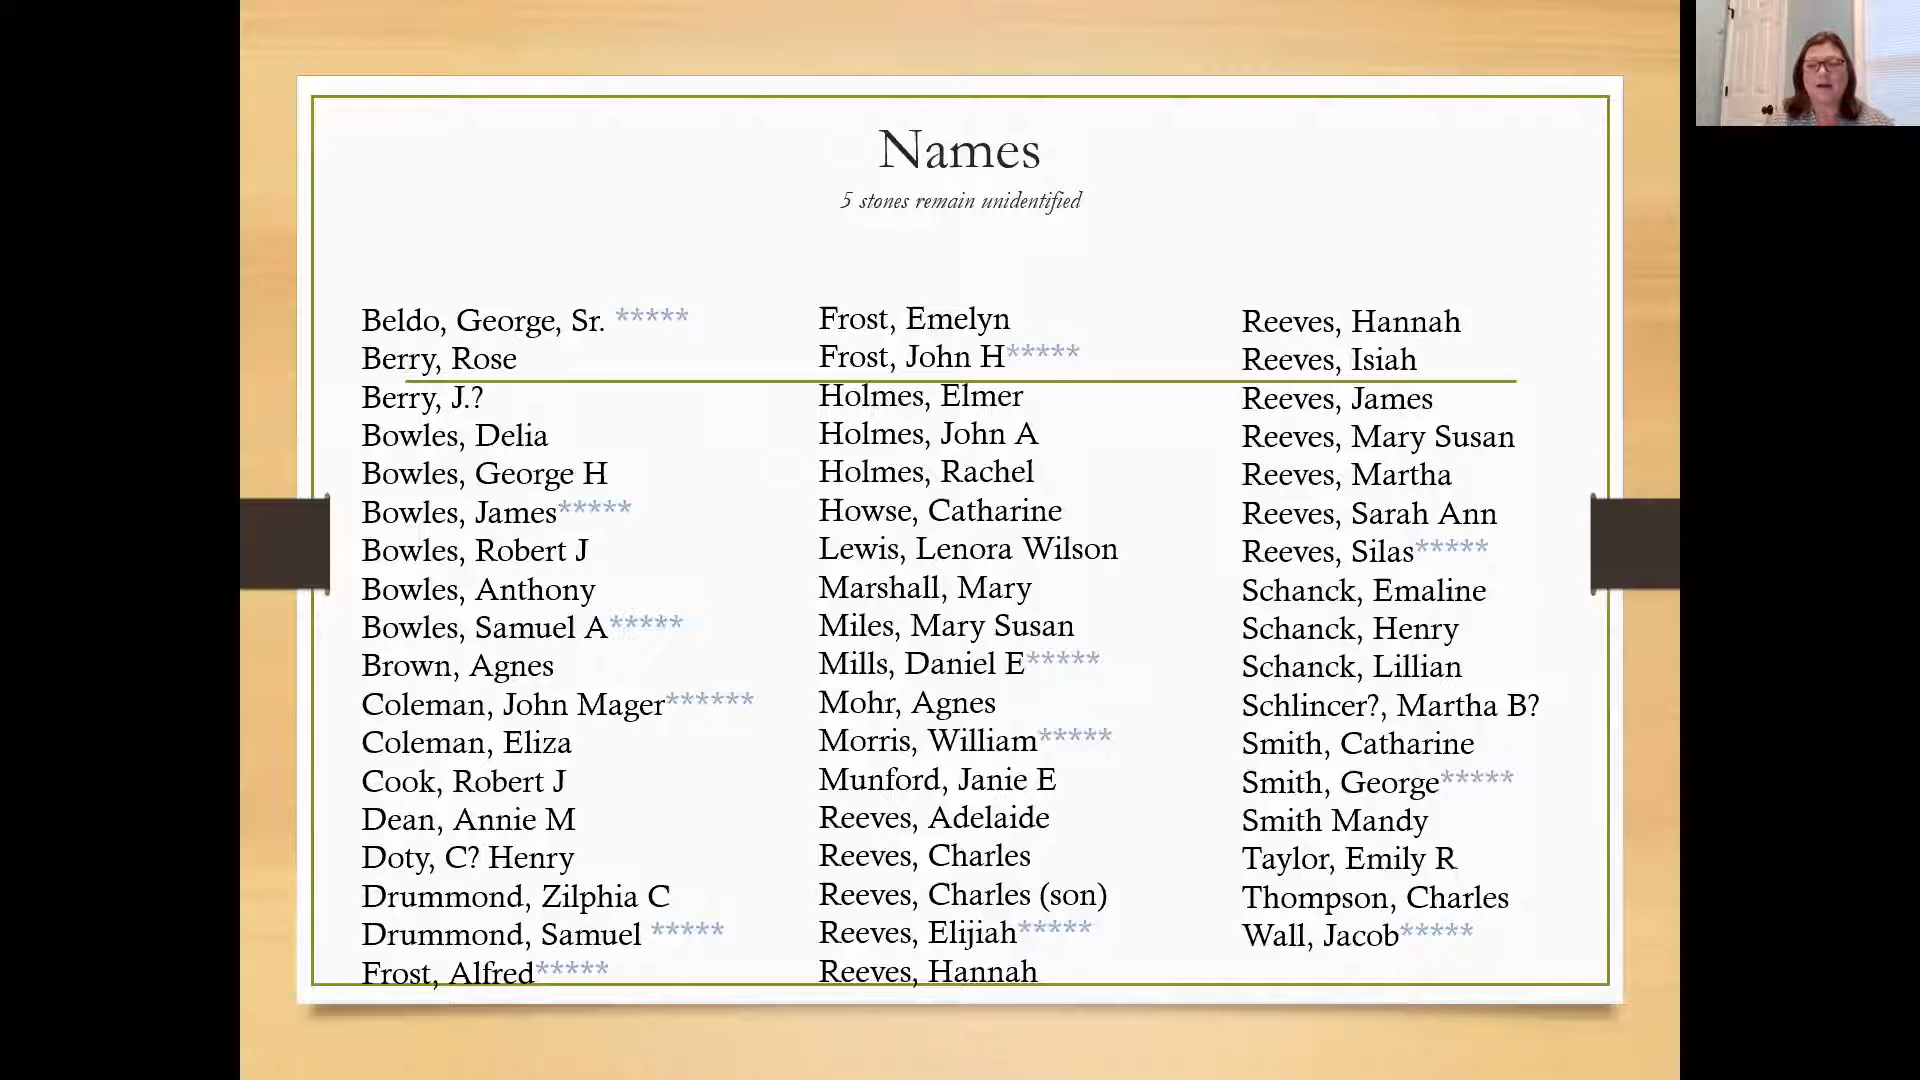 Names
5 stones remain unidentified
Beldo, George, Sr. *****
Berry, Rose
Berry, J.?
Bowles, Delia
Bowles, George H
Bowles, James*****
Bowles, Robert J
Bowles, Anthony
Bowles, Samuel A*****
Brown, Agnes
Coleman, John Mager******
Coleman, Eliza
Cook, Robert J
Dean, Annie M
Doty, C? Henry
Drummond, Zilphia C
Drummond, Samuel *****
Frost, Alfred*****
Frost, Emelyn
Frost, John H*****
Holmes, Elmer
Holmes, John A
Holmes, Rachel
Howse, Catharine
Lewis, Lenora Wilson
Marshall, Mary
Miles, Mary Susan
Mills, Daniel E*****
Mohr, Agnes
Morris, William*****
Munford, Janie E
Reeves, Adelaide
Reeves, Charles
Reeves, Charles (son)
Reeves, Elijiah*****
Reeves, Hannah
Reeves, Hannah
Reeves, Isiah
Reeves, James
Reeves, Mary Susan
Reeves, Martha
Reeves, Sarah Ann
Reeves, Silas*****
Schanck, Emaline
Schanck, Henry
Schanck, Lillian
Schlincer?, Martha B?
Smith, Catharine
Smith, George*****
Smith Mandy
Taylor, Emily R
Thompson, Charles
Wall, Jacob*****